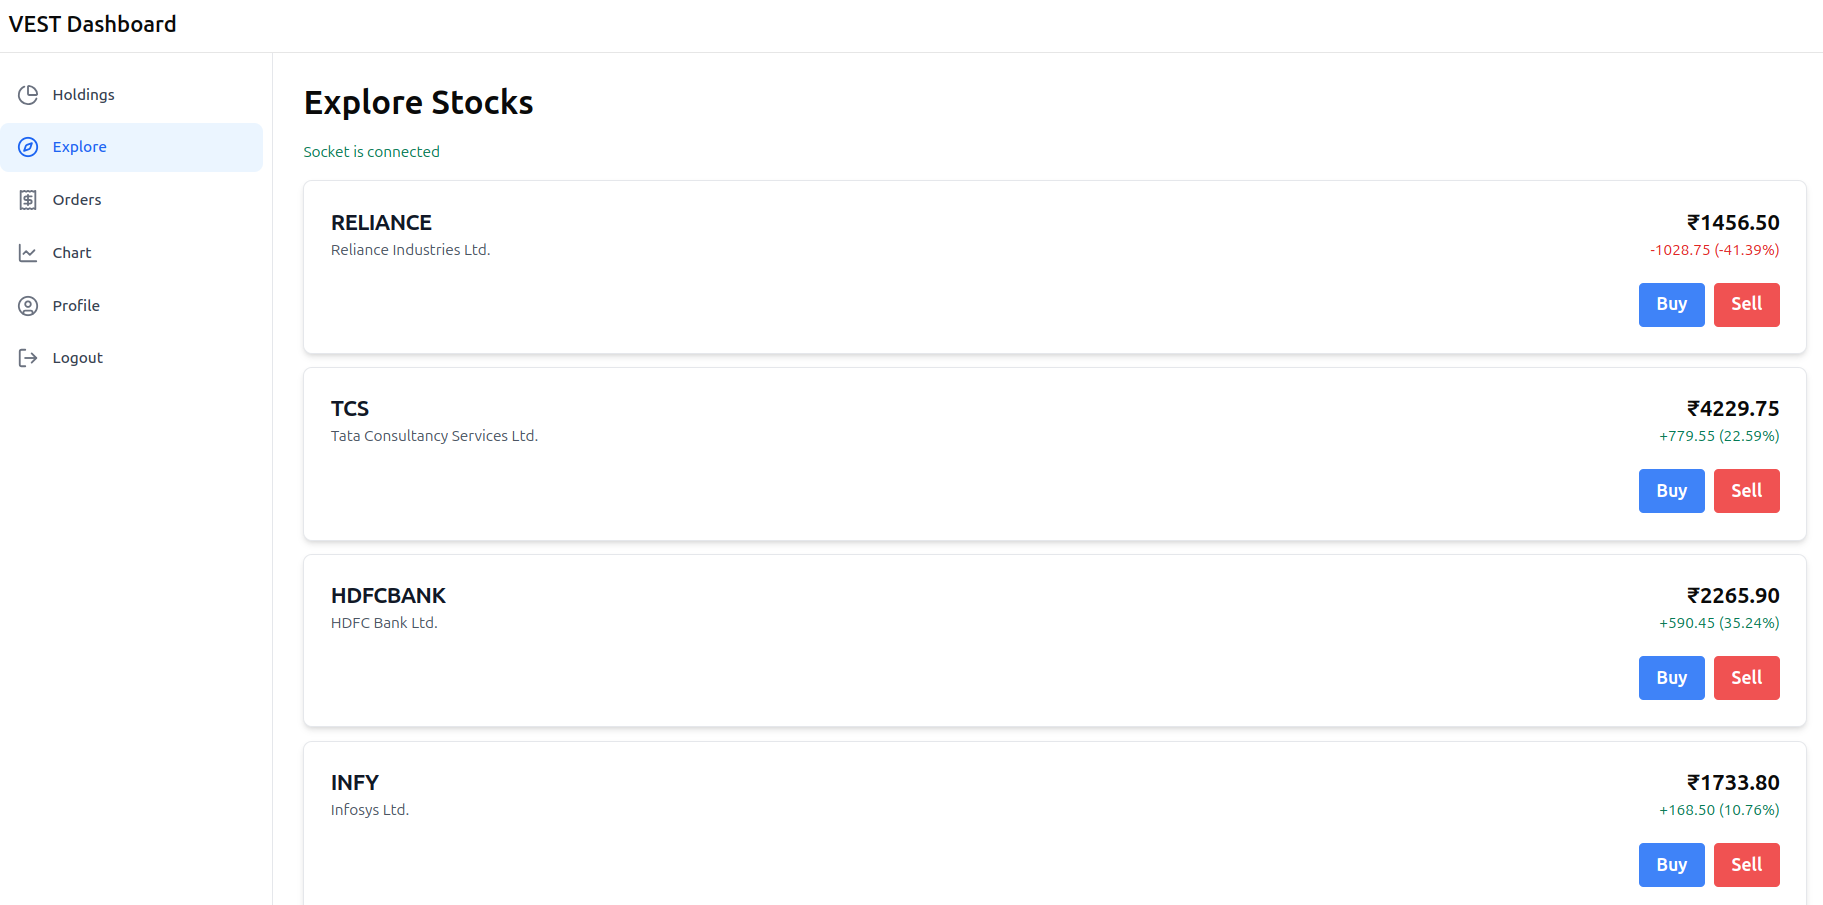 VEST Dashboard
Holdings
Explore
Orders
Chart
Profile
Logout
Explore Stocks
Socket is connected
RELIANCE
₹1456.50
Reliance Industries Ltd.
-1028.75 (-41.39%)
Buy Sell
TCS
₹4229.75
Tata Consultancy Services Ltd.
+779.55 (22.59%)
Buy Sell
HDFCBANK
₹2265.90
HDFC Bank Ltd.
+590.45 (35.24%)
Buy Sell
INFY
₹1733.80
Infosys Ltd.
+168.50 (10.76%)
Buy Sell